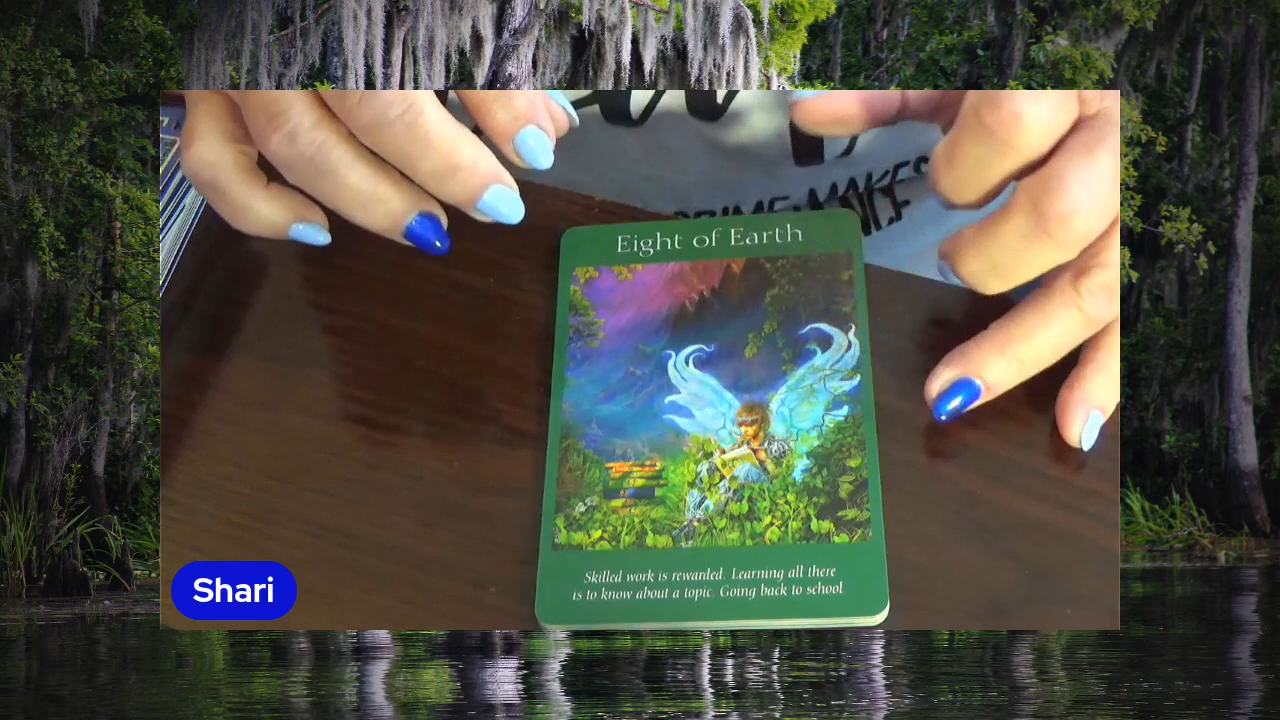 MAKES
Eight of Earth
Skilled work is rewarded. Learning all there
is to know about a topic. Going back to school.
Shari